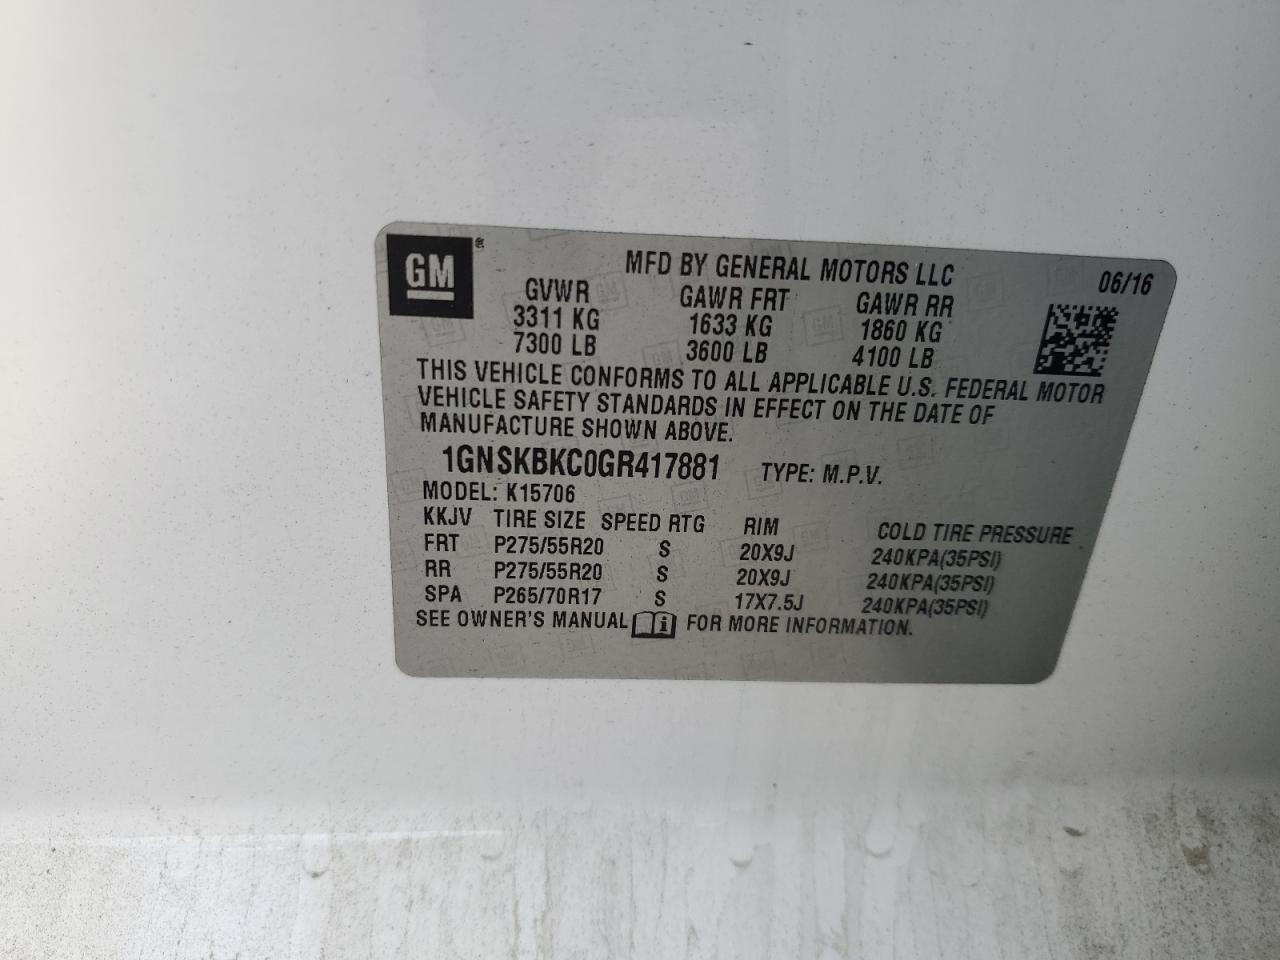 GM ®
MFD BY GENERAL MOTORS LLC 06/16
GVWR GAWR FRT GAWR RR
3311 KG 1633 KG 1860 KG
7300 LB 3600 LB 4100 LB
THIS VEHICLE CONFORMS TO ALL APPLICABLE U.S. FEDERAL MOTOR
VEHICLE SAFETY STANDARDS IN EFFECT ON THE DATE OF
MANUFACTURE SHOWN ABOVE.
1GNSKBKC0GR417881 TYPE: M.P.V.
MODEL: K15706
KKJV TIRE SIZE SPEED RTG RIM COLD TIRE PRESSURE
FRT P275/55R20 S 20X9J 240KPA(35PSI)
RR P275/55R20 S 20X9J 240KPA(35PSI)
SPA P265/70R17 S 17X7.5J 240KPA(35PSI)
SEE OWNER'S MANUAL FOR MORE INFORMATION.